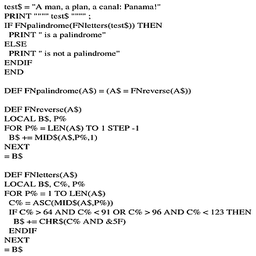 test$ = "A man, a plan, a canal: Panama!"
PRINT """" test$ """" ;
IF FNpalindrome(FNletters(test$)) THEN
PRINT " is a palindrome"
ELSE
PRINT " is not a palindrome"
ENDIF
END

DEF FNpalindrome(A$) = (A$ = FNreverse(A$))

DEF FNreverse(A$)
LOCAL B$, P%
FOR P% = LEN(A$) TO 1 STEP -1
B$ += MID$(A$,P%,1)
NEXT
= B$

DEF FNletters(A$)
LOCAL B$, C%, P%
FOR P% = 1 TO LEN(A$)
C% = ASC(MID$(A$,P%))
IF C% > 64 AND C% < 91 OR C% > 96 AND C% < 123 THEN
B$ += CHR$(C% AND &5F)
ENDIF
NEXT
= B$